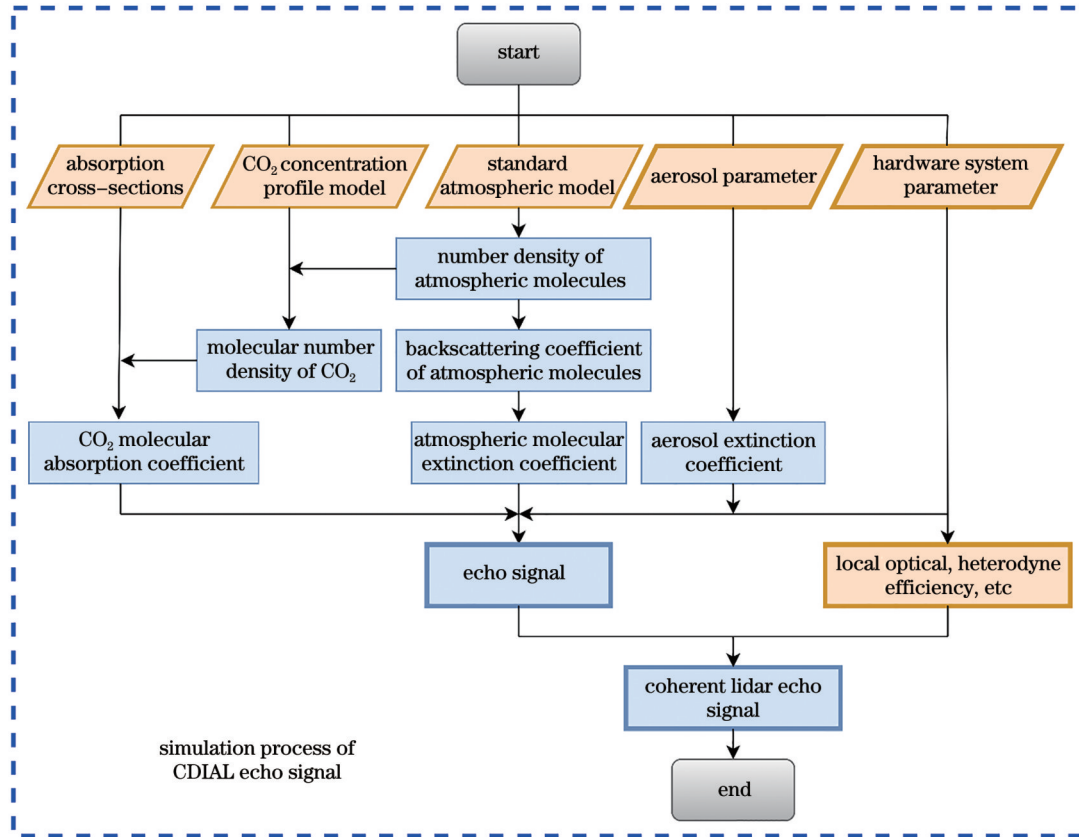 start
absorption
cross−sections
CO₂ concentration
profile model
standard
atmospheric model
aerosol parameter
hardware system
parameter
number density of
atmospheric molecules
molecular number
density of CO₂
backscattering coefficient
of atmospheric molecules
CO₂ molecular
absorption coefficient
atmospheric molecular
extinction coefficient
aerosol extinction
coefficient
echo signal
local optical, heterodyne
efficiency, etc
coherent lidar echo
signal
simulation process of
CDIAL echo signal
end